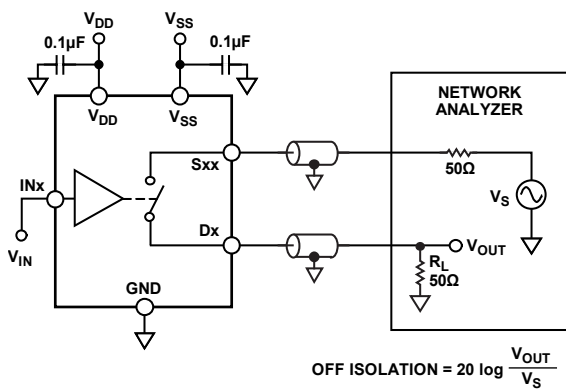 VDD
VSS
0.1µF
0.1µF
VDD
VSS
NETWORK
ANALYZER
Sxx
50Ω
INx
VS
Dx
VOUT
VIN
RL
50Ω
GND
OFF ISOLATION = 20 log VOUT
VS